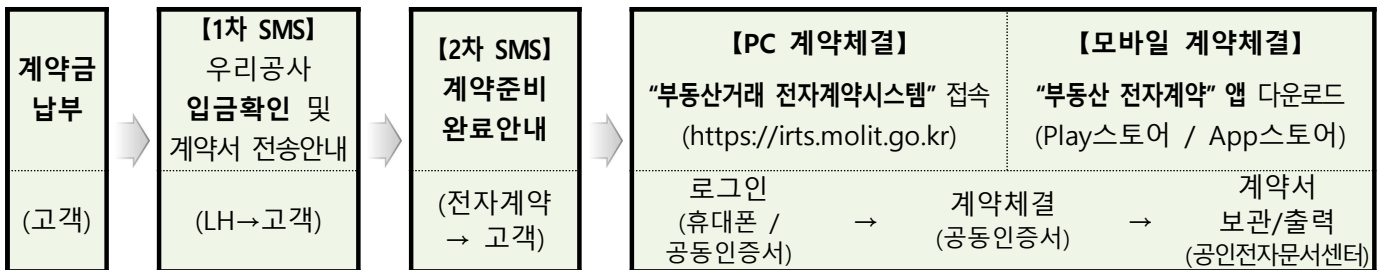 계약금
납부
(고객)
【1차 SMS】
우리공사
입금확인 및
계약서 전송안내
(LH→고객)
【2차 SMS】
계약준비
완료안내
(전자계약
→ 고객)
【PC 계약체결】
“부동산거래 전자계약시스템” 접속
(https://irts.molit.go.kr)
【모바일 계약체결】
“부동산 전자계약” 앱 다운로드
(Play스토어 / App스토어)
로그인
(휴대폰 /
공동인증서)
→
계약체결
(공동인증서)
→
계약서
보관/출력
(공인전자문서센터)